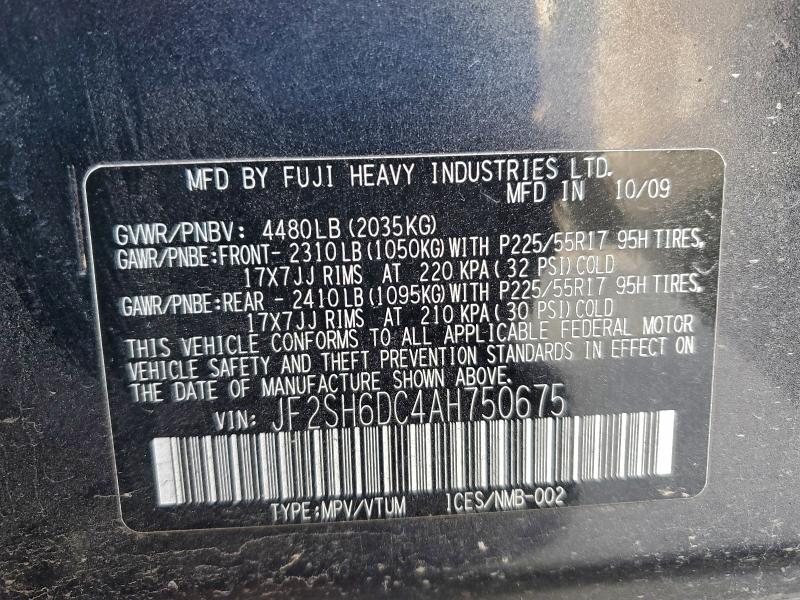 MFD BY FUJI HEAVY INDUSTRIES LTD.
MFD IN 10/09
GVWR/PNBV: 4480LB(2035KG)
GAWR/PNBE:FRONT- 2310LB(1050KG)WITH P225/55R17 95H TIRES,
17X7JJ RIMS AT 220 KPA(32 PSI)COLD
GAWR/PNBE:REAR - 2410LB(1095KG)WITH P225/55R17 95H TIRES,
17X7JJ RIMS AT 210 KPA(30 PSI)COLD
THIS VEHICLE CONFORMS TO ALL APPLICABLE FEDERAL MOTOR
VEHICLE SAFETY AND THEFT PREVENTION STANDARDS IN EFFECT ON
THE DATE OF MANUFACTURE SHOWN ABOVE.
VIN: JF2SH6DC4AH750675
TYPE:MPV/VTUM ICES/NMB-002